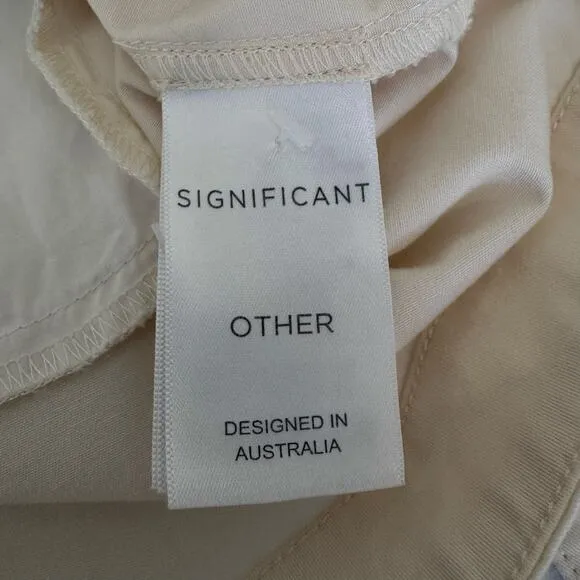 SIGNIFICANT
OTHER
DESIGNED IN
AUSTRALIA